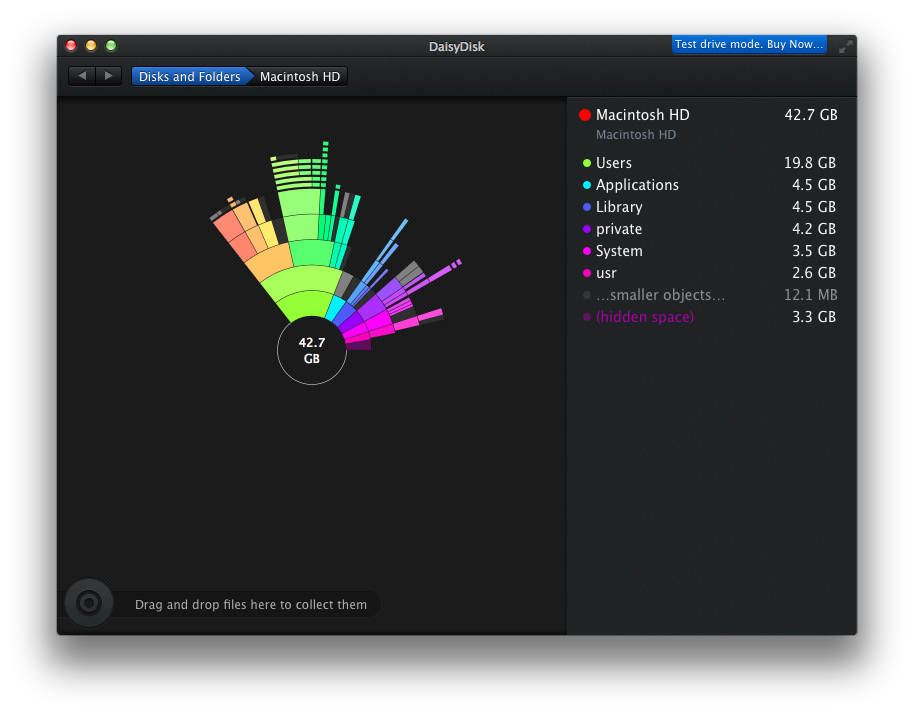 DaisyDisk
Test drive mode. Buy Now...
Disks and Folders
Macintosh HD
42.7
GB
Macintosh HD 42.7 GB
Macintosh HD
Users 19.8 GB
Applications 4.5 GB
Library 4.5 GB
private 4.2 GB
System 3.5 GB
usr 2.6 GB
...smaller objects... 12.1 MB
(hidden space) 3.3 GB
Drag and drop files here to collect them